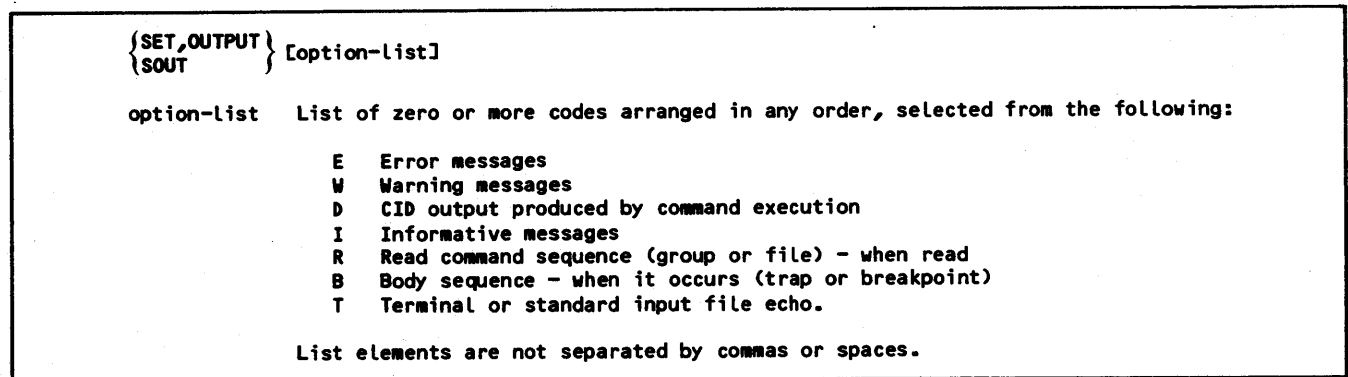 {SET,OUTPUT} [option-list]
{SOUT}
option-list List of zero or more codes arranged in any order, selected from the following:
E Error messages
W Warning messages
D CID output produced by command execution
I Informative messages
R Read command sequence (group or file) - when read
B Body sequence - when it occurs (trap or breakpoint)
T Terminal or standard input file echo.
List elements are not separated by commas or spaces.